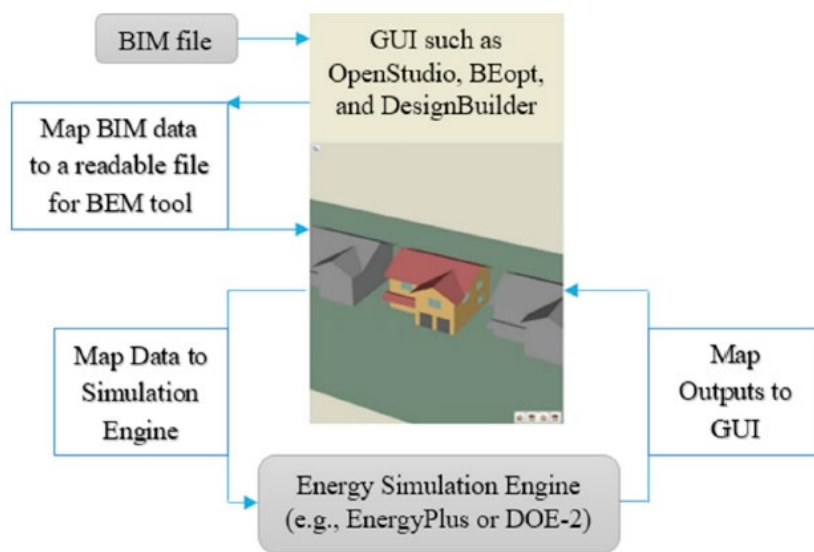 BIM file
GUI such as
OpenStudio, BEopt,
and DesignBuilder
Map BIM data
to a readable file
for BEM tool
Map Data to
Simulation
Engine
Map
Outputs to
GUI
Energy Simulation Engine
(e.g., EnergyPlus or DOE-2)